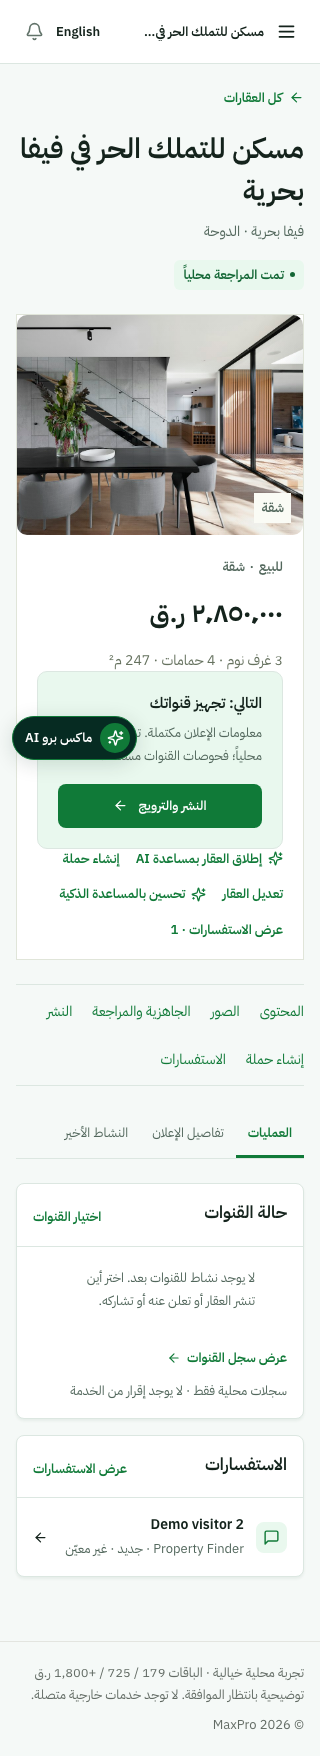 مسكن للتملك الحر في...
English
كل العقارات
مسكن للتملك الحر في فيفا
بحرية
فيفا بحرية · الدوحة
تمت المراجعة محلياً
شقة
للبيع · شقة
٢,٨٥٠,٠٠٠ ر.ق
3 غرف نوم · 4 حمامات · 247 م²
التالي: تجهيز قنواتك
معلومات الإعلان مكتملة.
محلياً؛ فحوصات القنوات
ماكس برو AI
النشر والترويج
إطلاق العقار بمساعدة AI
إنشاء حملة
تعديل العقار
تحسين بالمساعدة الذكية
عرض الاستفسارات · 1
المحتوى
الصور
الجاهزية والمراجعة
النشر
إنشاء حملة
الاستفسارات
العمليات
تفاصيل الإعلان
النشاط الأخير
حالة القنوات
اختيار القنوات
لا يوجد نشاط للقنوات بعد. اختر أين
تنشر العقار أو تعلن عنه أو تشاركه.
عرض سجل القنوات
سجلات محلية فقط · لا يوجد إقرار من الخدمة
الاستفسارات
عرض الاستفسارات
Demo visitor 2
Property Finder · جديد · غير معيّن
تجربة محلية خيالية · الباقات 179 / 725 / +1,800 ر.ق
توضيحية بانتظار الموافقة. لا توجد خدمات خارجية متصلة.
© 2026 MaxPro